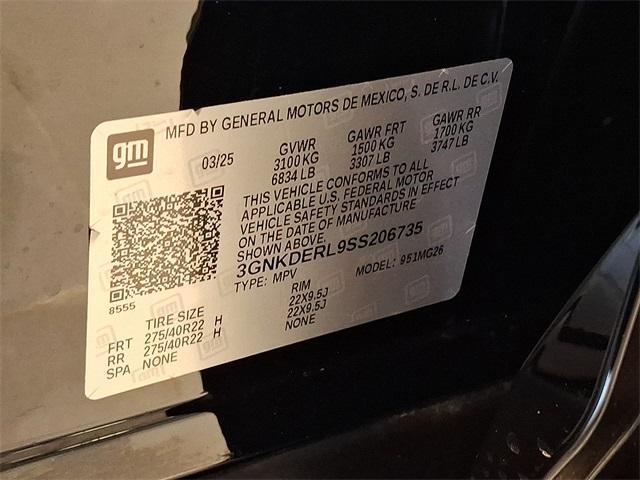 gm
MFD BY GENERAL MOTORS DE MEXICO, S. DE R.L. DE C.V.
03/25
GVWR
3100 KG
6834 LB
GAWR FRT
1500 KG
3307 LB
GAWR RR
1700 KG
3747 LB
THIS VEHICLE CONFORMS TO ALL
APPLICABLE U.S. FEDERAL MOTOR
VEHICLE SAFETY STANDARDS IN EFFECT
ON THE DATE OF MANUFACTURE
SHOWN ABOVE.
3GNKDERL9SS206735
TYPE: MPV
MODEL: 951MG26
8555
TIRE SIZE
RIM
FRT 275/40R22 H 22X9.5J
RR 275/40R22 H 22X9.5J
SPA NONE NONE